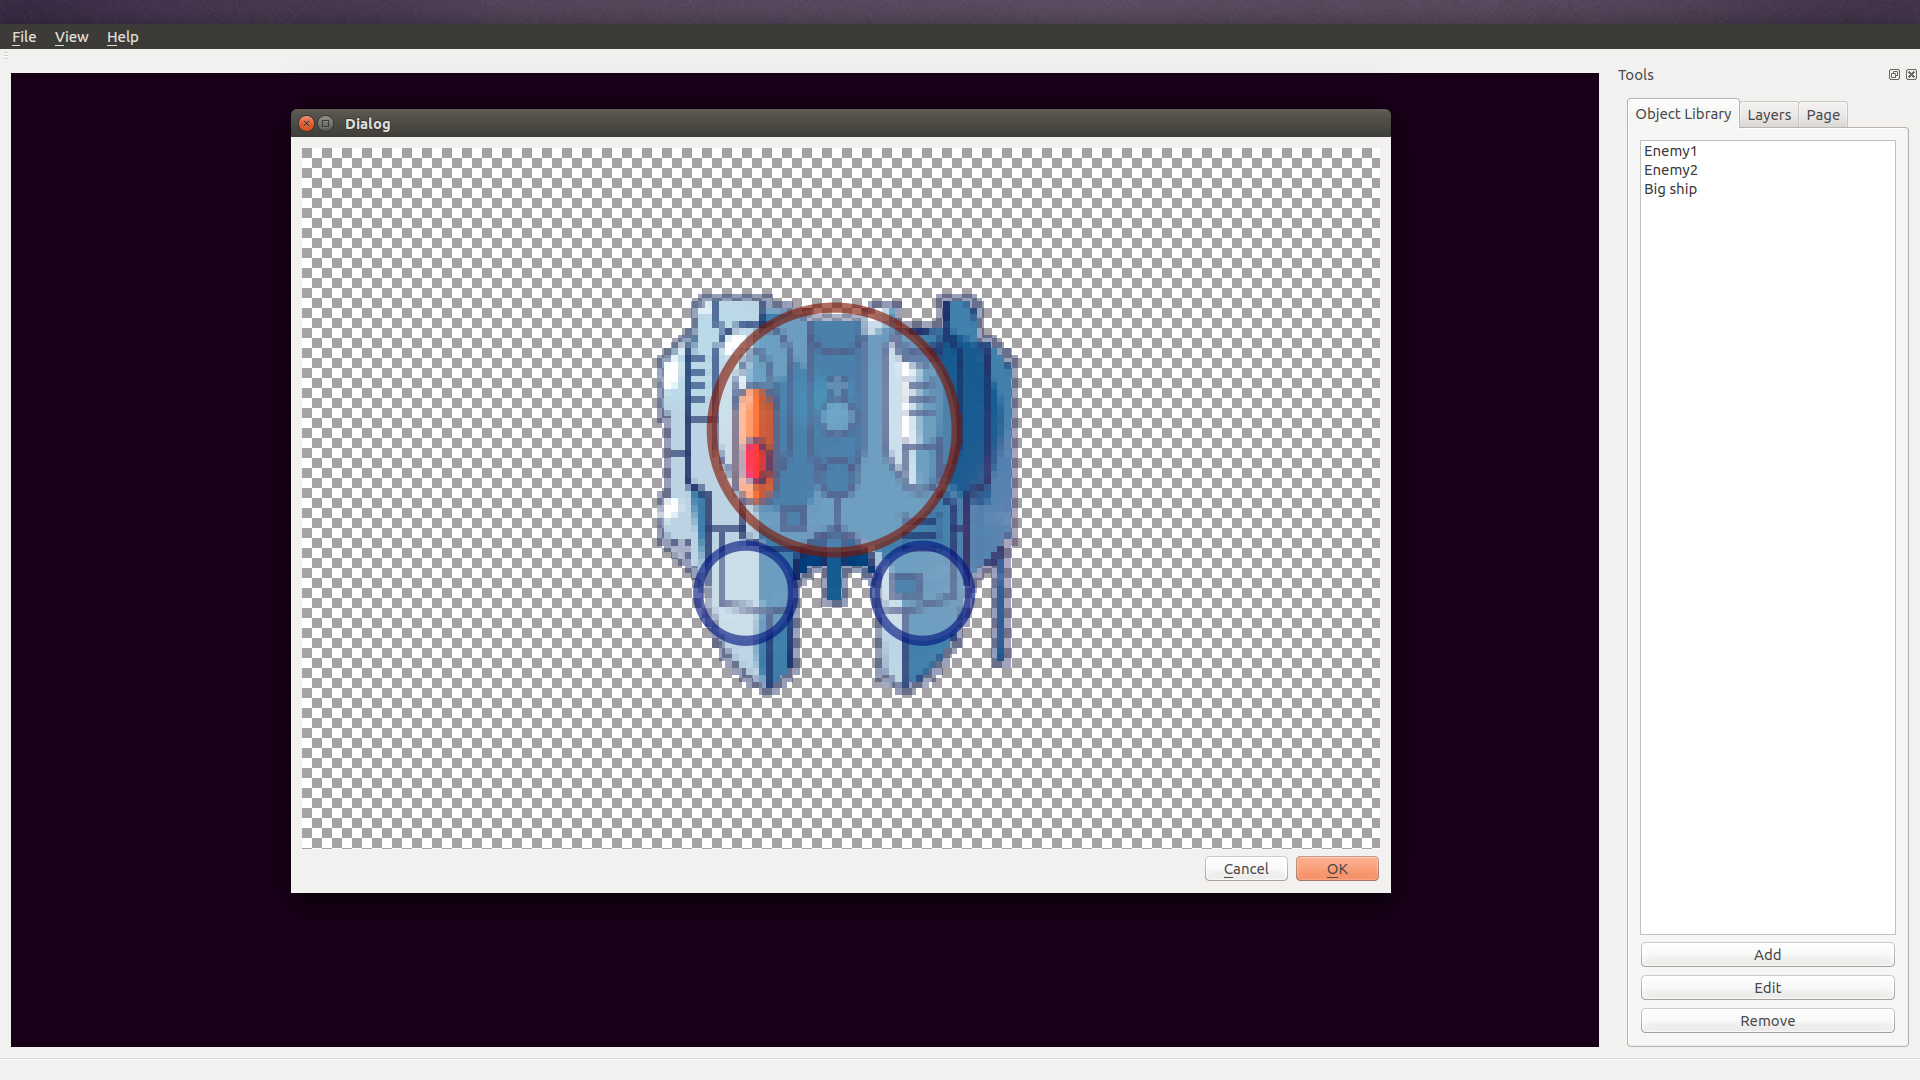 File View Help
Tools
Dialog
Object Library Layers Page
Enemy1
Enemy2
Big ship
Cancel OK
Add
Edit
Remove